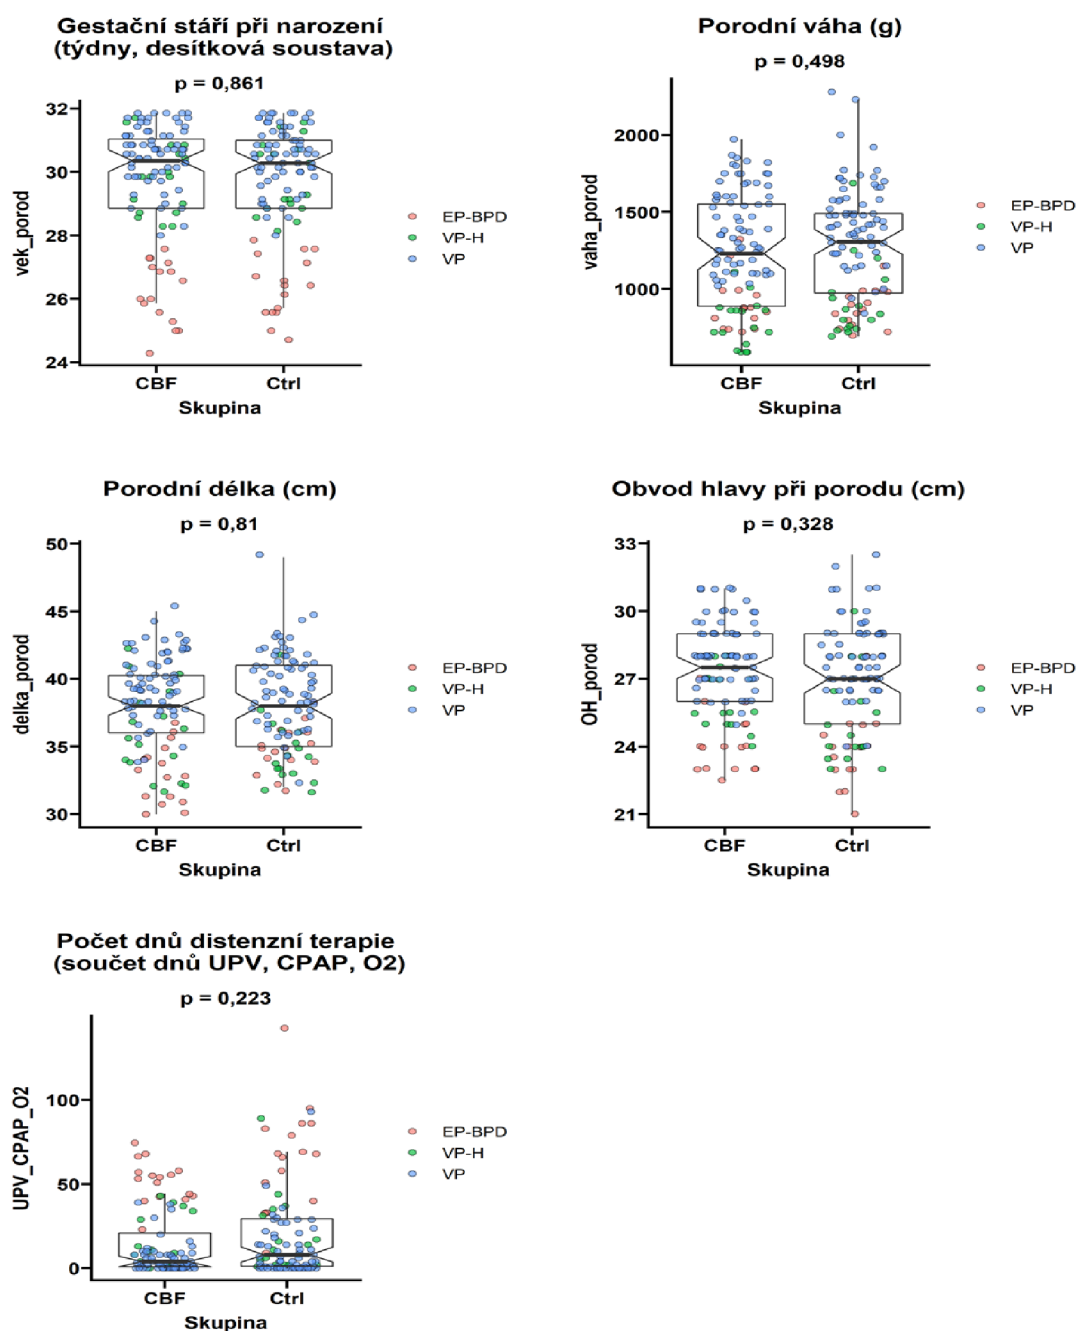 Gestační stáří při narození
(týdny, desítková soustava)
p = 0,861
vek_porod
32
30
28
26
24
CBF
Ctrl
Skupina
EP-BPD
VP-H
VP
Porodní váha (g)
p = 0,498
vaha_porod
2000
1500
1000
CBF
Ctrl
Skupina
EP-BPD
VP-H
VP
Porodní délka (cm)
p = 0,81
delka_porod
50
45
40
35
30
CBF
Ctrl
Skupina
EP-BPD
VP-H
VP
Obvod hlavy při porodu (cm)
p = 0,328
OH_porod
33
30
27
24
21
CBF
Ctrl
Skupina
EP-BPD
VP-H
VP
Počet dnů distenzní terapie
(součet dnů UPV, CPAP, O2)
p = 0,223
UPV_CPAP_O2
100
50
0
CBF
Ctrl
Skupina
EP-BPD
VP-H
VP